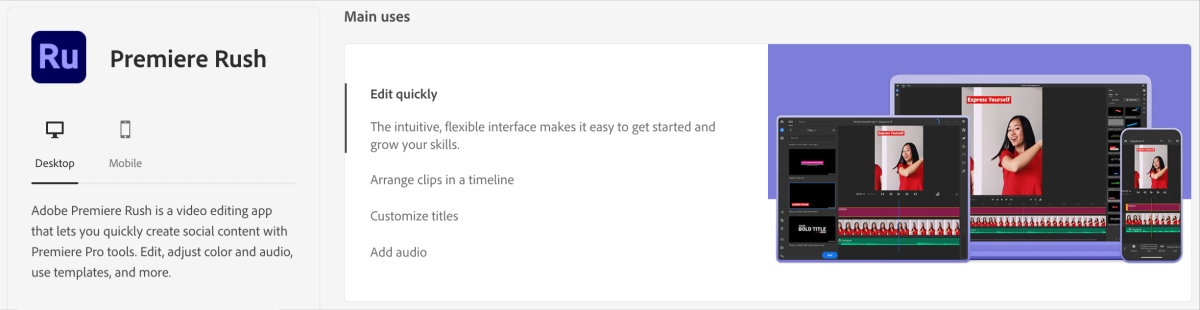 Ru
Premiere Rush
Desktop
Mobile
Adobe Premiere Rush is a video editing app
that lets you quickly create social content with
Premiere Pro tools. Edit, adjust color and audio,
use templates, and more.
Main uses
Edit quickly
The intuitive, flexible interface makes it easy to get started and
grow your skills.
Arrange clips in a timeline
Customize titles
Add audio
Express Yourself
Express Yourself
Express Yourself
BOLD TITLE